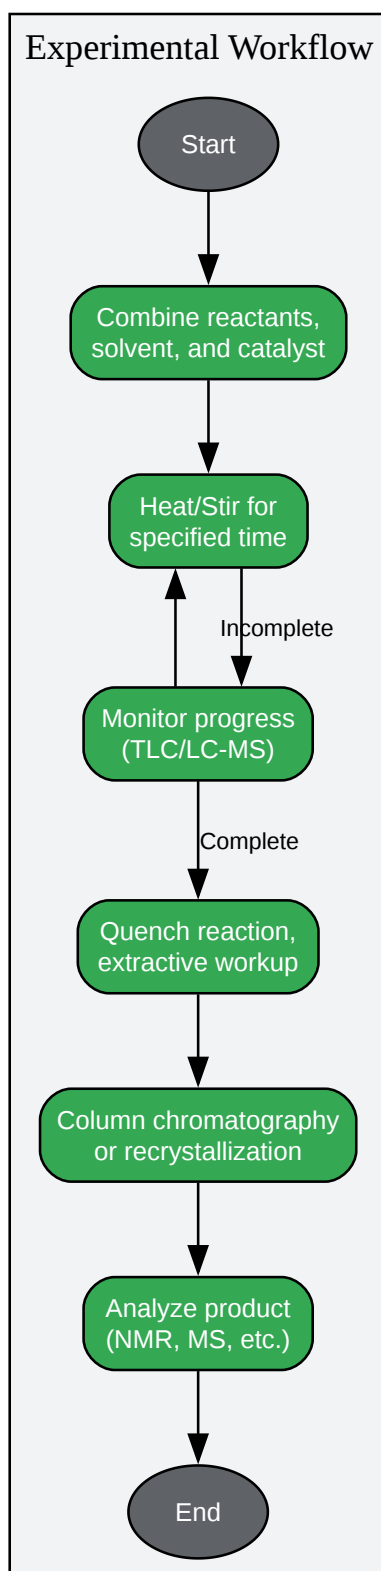 Experimental Workflow
Start
Combine reactants,
solvent, and catalyst
Heat/Stir for
specified time
Incomplete
Monitor progress
(TLC/LC-MS)
Complete
Quench reaction,
extractive workup
Column chromatography
or recrystallization
Analyze product
(NMR, MS, etc.)
End